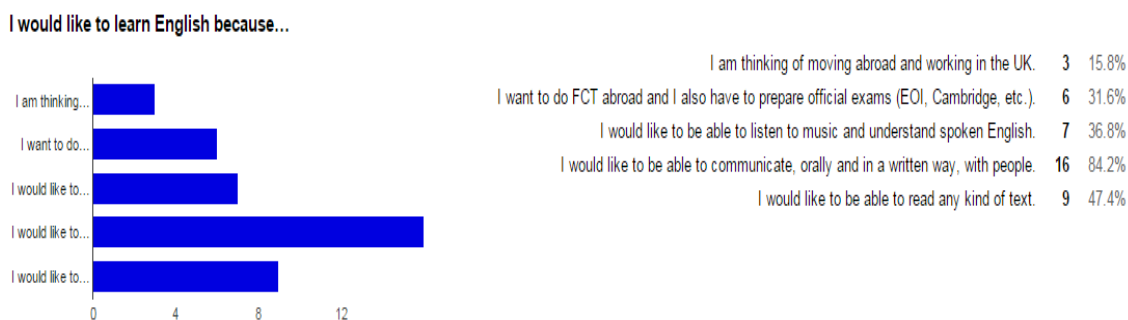 I would like to learn English because...
I am thinking...
I want to do...
I would like to...
I would like to...
I would like to...
0 4 8 12
I am thinking of moving abroad and working in the UK. 3 15.8%
I want to do FCT abroad and I also have to prepare official exams (EOI, Cambridge, etc.). 6 31.6%
I would like to be able to listen to music and understand spoken English. 7 36.8%
I would like to be able to communicate, orally and in a written way, with people. 16 84.2%
I would like to be able to read any kind of text. 9 47.4%